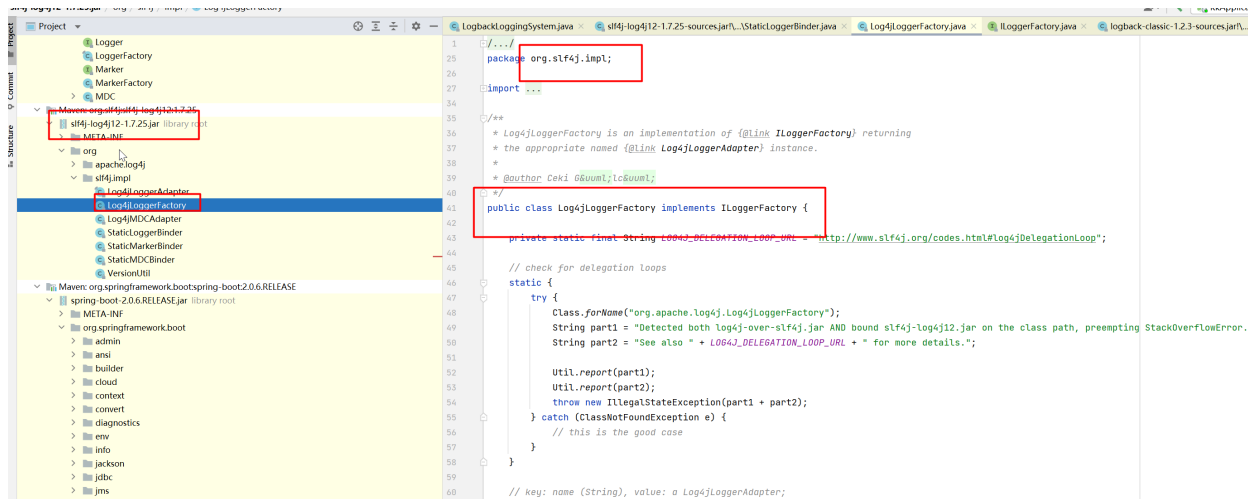 Project
LogbackLoggingSystem.java
slf4j-log4j12-1.7.25-sources.jar!\...\StaticLoggerBinder.java
Log4jLoggerFactory.java
ILoggerFactory.java
logback-classic-1.2.3-sources.jar!\...
Project
Commit
Structure
Logger
LoggerFactory
Marker
MarkerFactory
MDC
Maven: org.slf4j:slf4j-log4j12:1.7.25
slf4j-log4j12-1.7.25.jar library root
META-INF
org
apache.log4j
slf4j.impl
Log4jLoggerAdapter
Log4jLoggerFactory
Log4jMDCAdapter
StaticLoggerBinder
StaticMarkerBinder
StaticMDCBinder
VersionUtil
Maven: org.springframework.boot:spring-boot:2.0.6.RELEASE
spring-boot-2.0.6.RELEASE.jar library root
META-INF
org.springframework.boot
admin
ansi
builder
cloud
context
convert
diagnostics
env
info
jackson
jdbc
jms
1 /.../
25 package org.slf4j.impl;
26
27 import ...
34
35 /**
36 * Log4jLoggerFactory is an implementation of {@link ILoggerFactory} returning
37 * the appropriate named {@link Log4jLoggerAdapter} instance.
38 *
39 * @author Ceki G&uuml;lc&uuml;
40 */
41 public class Log4jLoggerFactory implements ILoggerFactory {
42
43 private static final String LOG4J_DELEGATION_LOOP_URL = "http://www.slf4j.org/codes.html#log4jDelegationLoop";
44
45 // check for delegation loops
46 static {
47 try {
48 Class.forName("org.apache.log4j.Log4jLoggerFactory");
49 String part1 = "Detected both log4j-over-slf4j.jar AND bound slf4j-log4j12.jar on the class path, preempting StackOverflowError.
50 String part2 = "See also " + LOG4J_DELEGATION_LOOP_URL + " for more details.";
51
52 Util.report(part1);
53 Util.report(part2);
54 throw new IllegalStateException(part1 + part2);
55 } catch (ClassNotFoundException e) {
56 // this is the good case
57 }
58 }
59
60 // key: name (String), value: a Log4jLoggerAdapter;